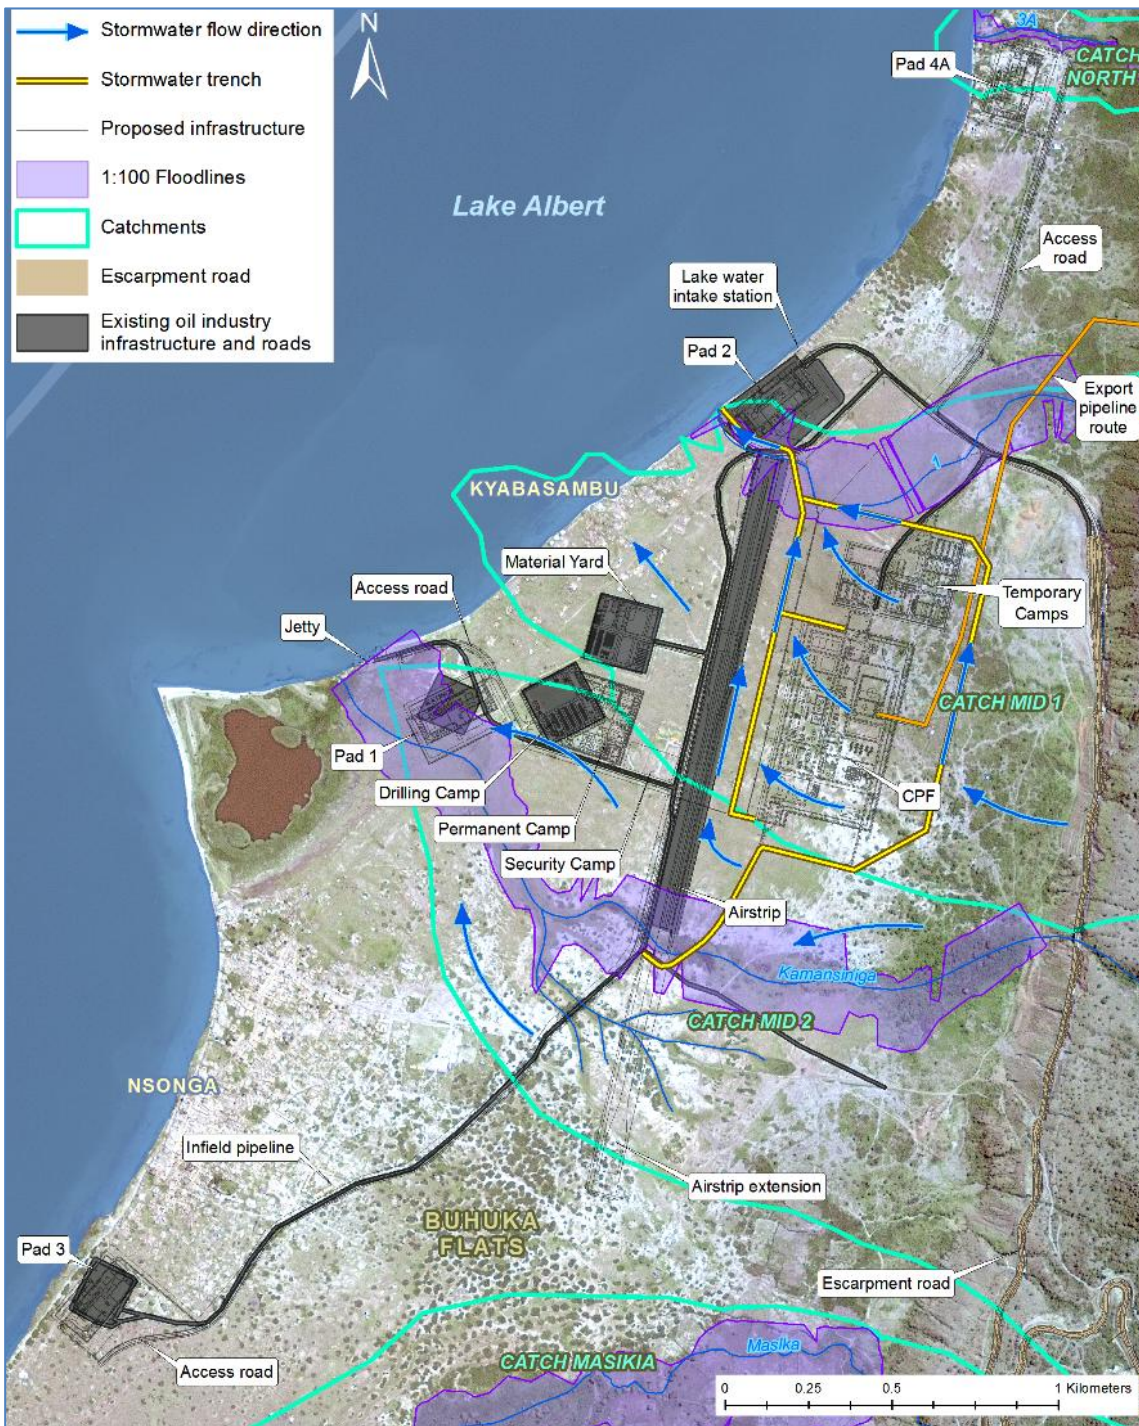 Stormwater flow direction
Stormwater trench
Proposed infrastructure
1:100 Floodlines
Catchments
Escarpment road
Existing oil industry
infrastructure and roads
N
3A
CATCH
NORTH
Pad 4A
Lake Albert
Access
road
Lake water
intake station
Pad 2
Export
pipeline
route
1
KYABASAMBU
Material Yard
Access road
Temporary
Camps
Jetty
CATCH MID 1
Pad 1
Drilling Camp
CPF
Permanent Camp
Security Camp
Airstrip
Kamansiniga
CATCH MID 2
NSONGA
Infield pipeline
Airstrip extension
BUHUKA
FLATS
Pad 3
Escarpment road
Masika
CATCH MASIKIA
Access road
0 0.25 0.5 1 Kilometers